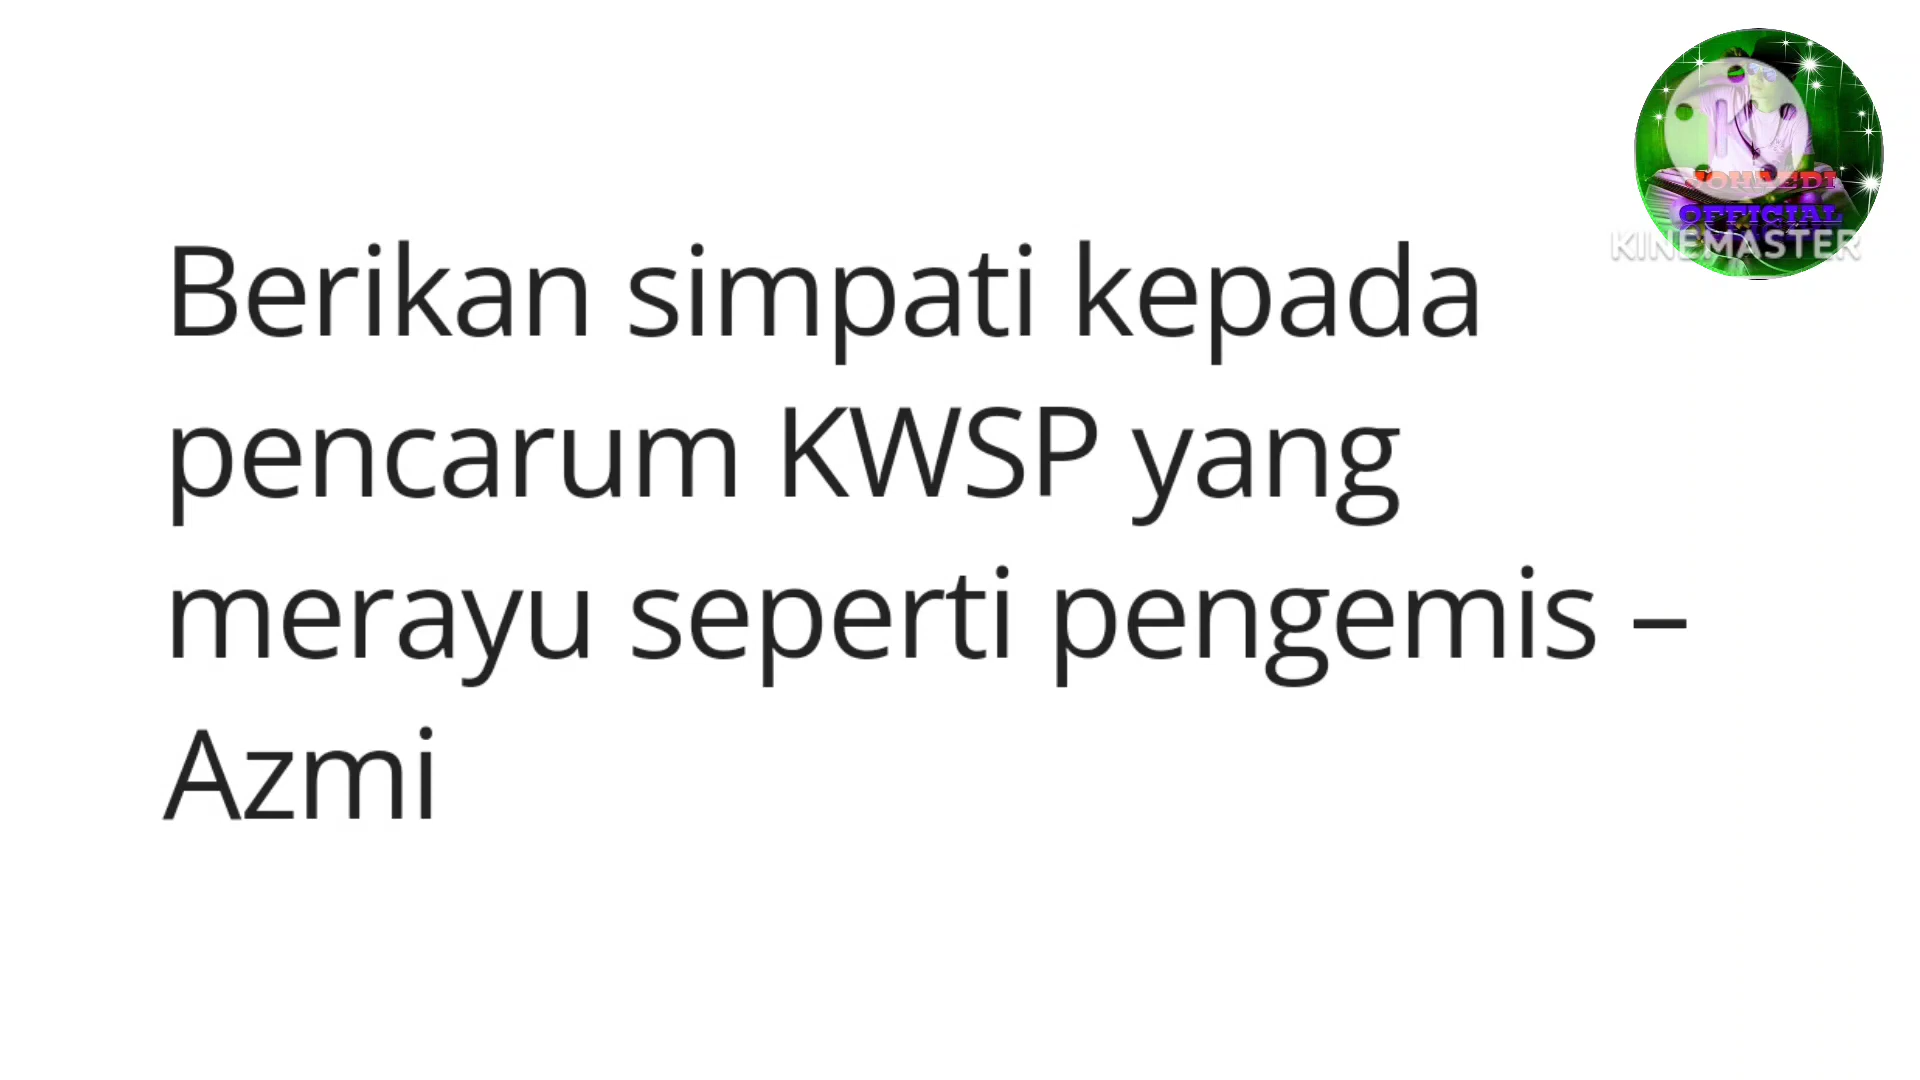 Berikan simpati kepada
pencarum KWSP yang
merayu seperti pengemis –
Azmi
OFFICIAL
KINEMASTER